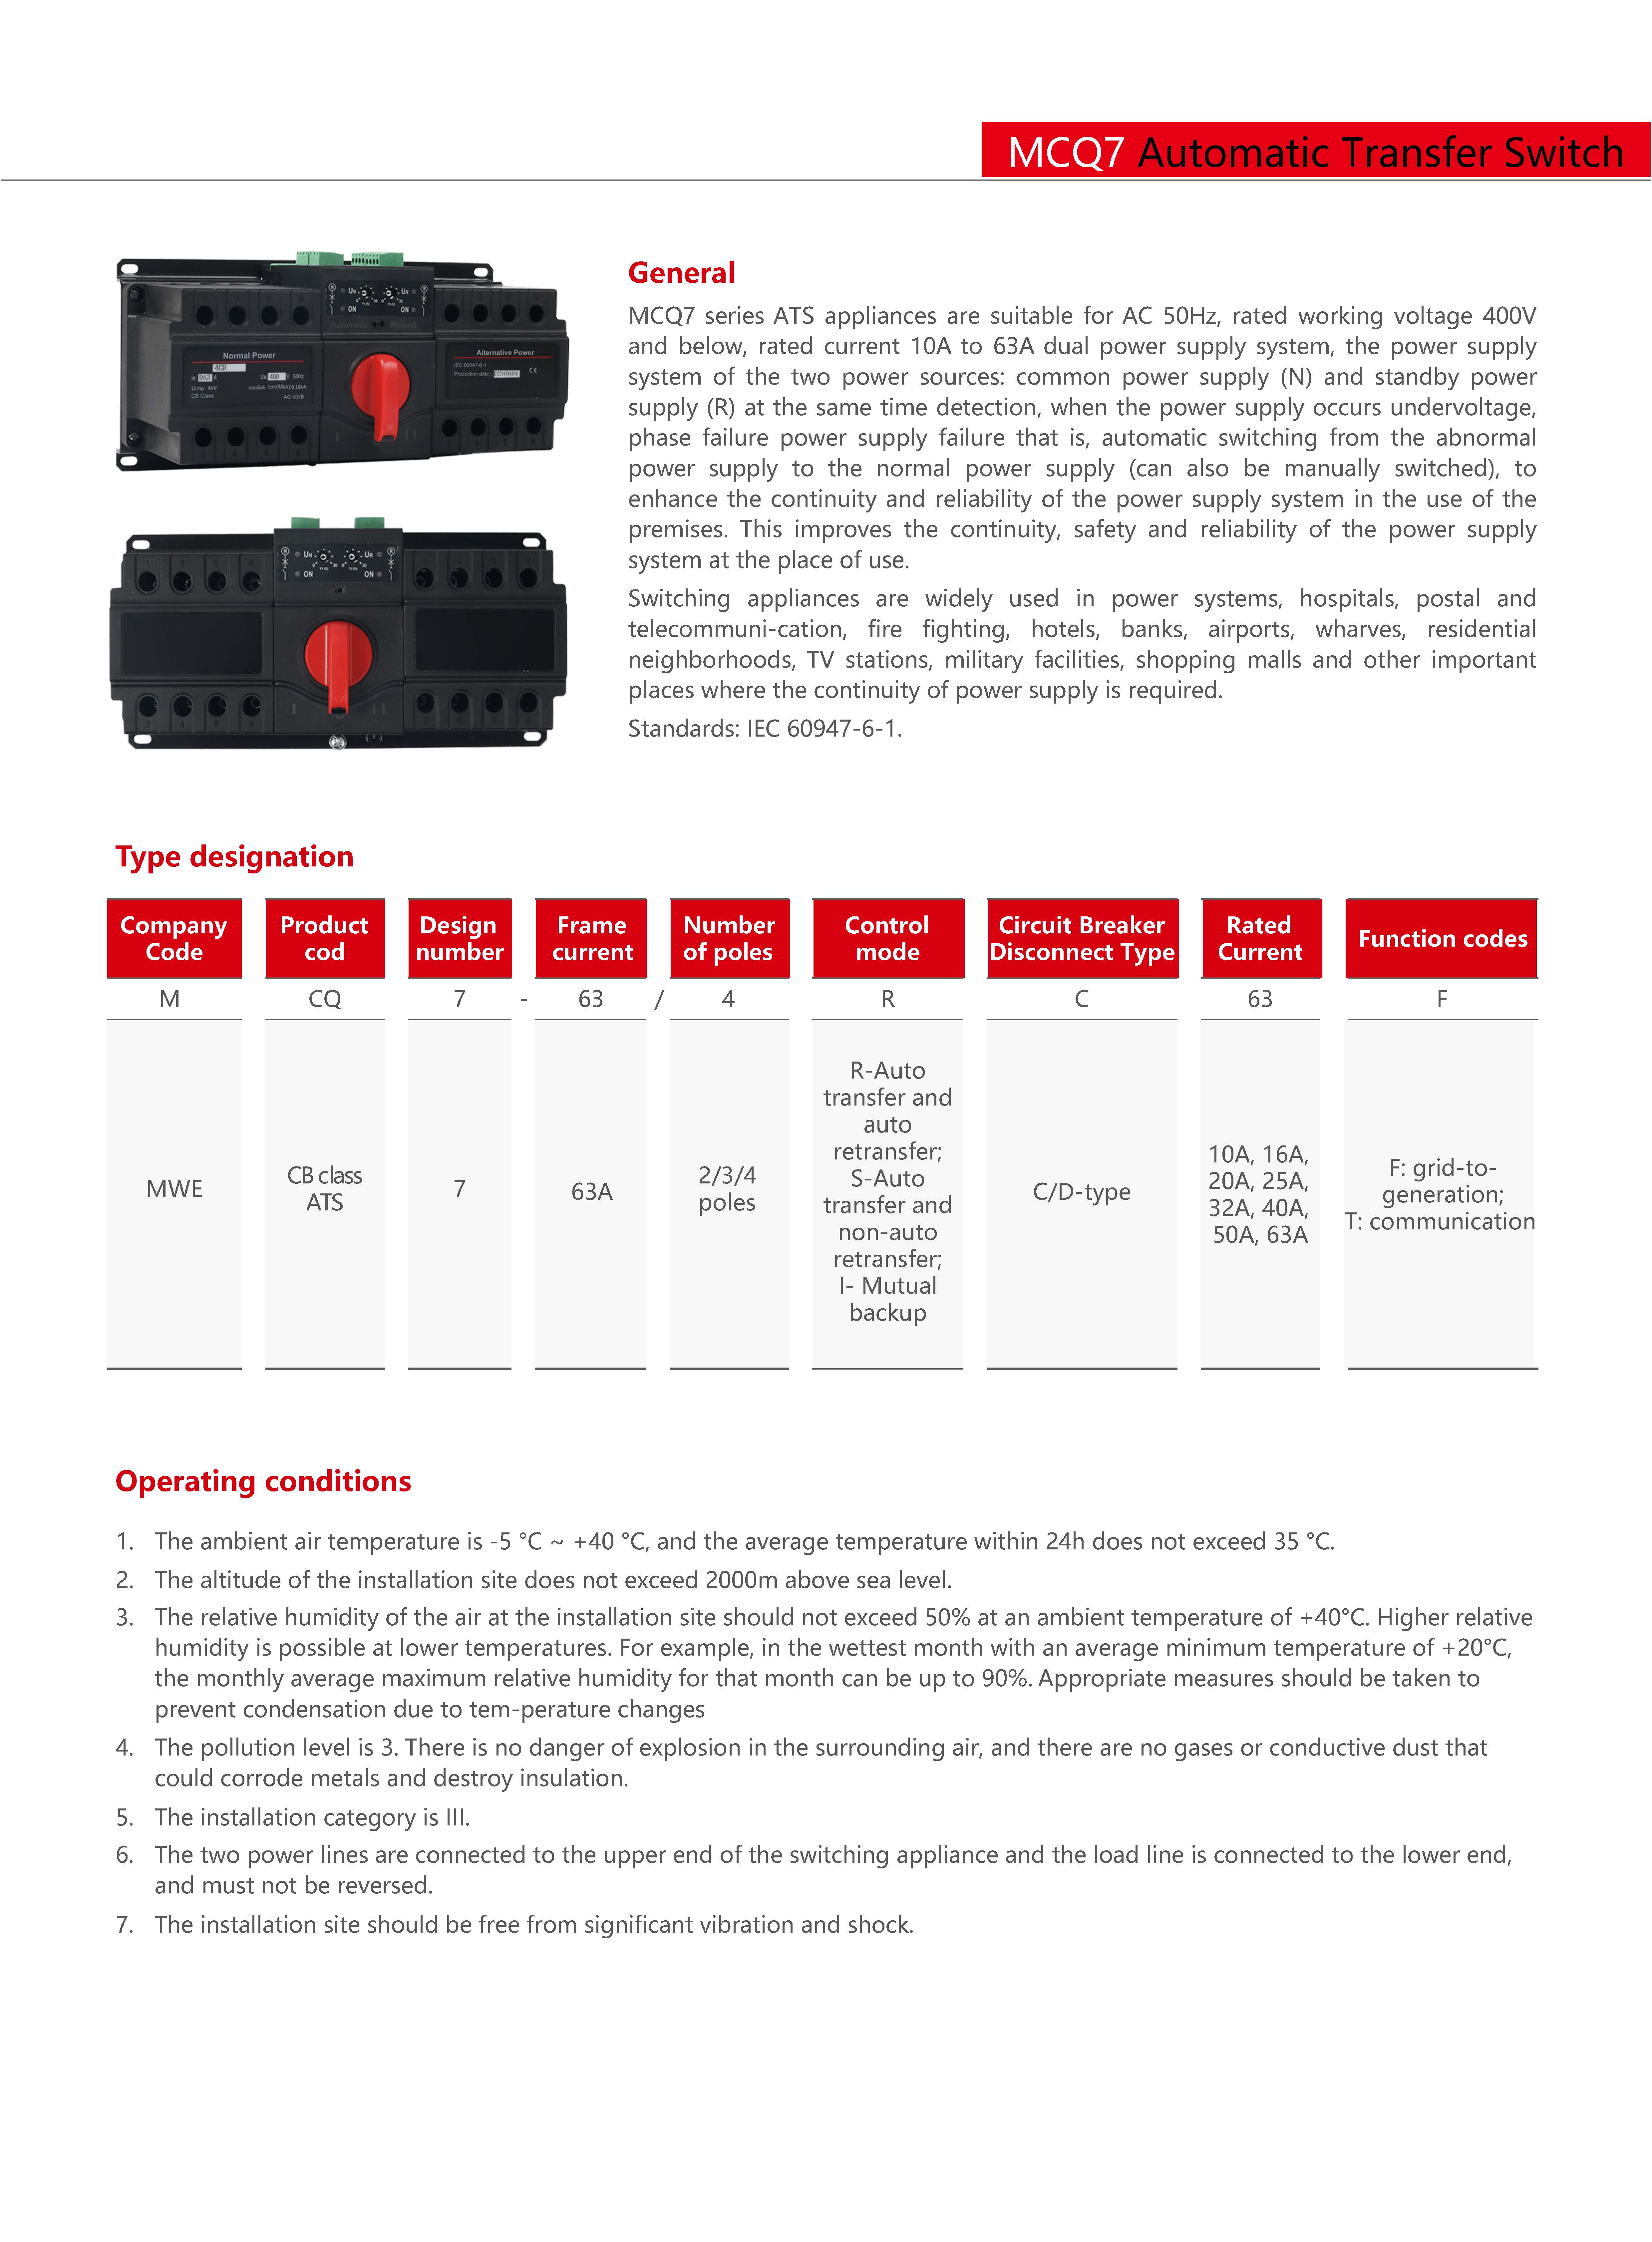 MCQ7 Automatic Transfer Switch
Normal Power
Alternative Power
IEC 60947-6-1
Production date :
CE
Ue 400 V 50Hz
CB Class
AC-33iB
Automatic
Manual
UN
UR
ON
ON
UN
UR
ON
ON
General
MCQ7 series ATS appliances are suitable for AC 50Hz, rated working voltage 400V
and below, rated current 10A to 63A dual power supply system, the power supply
system of the two power sources: common power supply (N) and standby power
supply (R) at the same time detection, when the power supply occurs undervoltage,
phase failure power supply failure that is, automatic switching from the abnormal
power supply to the normal power supply (can also be manually switched), to
enhance the continuity and reliability of the power supply system in the use of the
premises. This improves the continuity, safety and reliability of the power supply
system at the place of use.
Switching appliances are widely used in power systems, hospitals, postal and
telecommuni-cation, fire fighting, hotels, banks, airports, wharves, residential
neighborhoods, TV stations, military facilities, shopping malls and other important
places where the continuity of power supply is required.
Standards: IEC 60947-6-1.
Type designation
Company
Code
Product
cod
Design
number
Frame
current
Number
of poles
Control
mode
Circuit Breaker
Disconnect Type
Rated
Current
Function codes
M CQ 7 - 63 / 4 R C 63 F
MWE
CB class
ATS
7
63A
2/3/4
poles
R-Auto
transfer and
auto
retransfer;
S-Auto
transfer and
non-auto
retransfer;
I- Mutual
backup
C/D-type
10A, 16A,
20A, 25A,
32A, 40A,
50A, 63A
F: grid-to-
generation;
T: communication
Operating conditions
1. The ambient air temperature is -5 °C ~ +40 °C, and the average temperature within 24h does not exceed 35 °C.
2. The altitude of the installation site does not exceed 2000m above sea level.
3. The relative humidity of the air at the installation site should not exceed 50% at an ambient temperature of +40°C. Higher relative
humidity is possible at lower temperatures. For example, in the wettest month with an average minimum temperature of +20°C,
the monthly average maximum relative humidity for that month can be up to 90%. Appropriate measures should be taken to
prevent condensation due to tem-perature changes
4. The pollution level is 3. There is no danger of explosion in the surrounding air, and there are no gases or conductive dust that
could corrode metals and destroy insulation.
5. The installation category is III.
6. The two power lines are connected to the upper end of the switching appliance and the load line is connected to the lower end,
and must not be reversed.
7. The installation site should be free from significant vibration and shock.